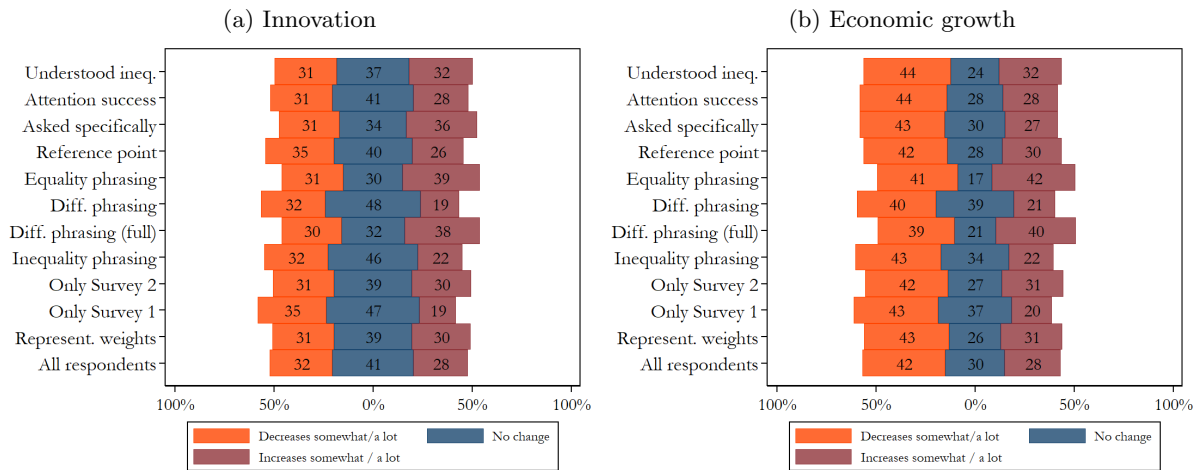 (a) Innovation
Understood ineq. 31 37 32
Attention success 31 41 28
Asked specifically 31 34 36
Reference point 35 40 26
Equality phrasing 31 30 39
Diff. phrasing 32 48 19
Diff. phrasing (full) 30 32 38
Inequality phrasing 32 46 22
Only Survey 2 31 39 30
Only Survey 1 35 47 19
Represent. weights 31 39 30
All respondents 32 41 28
100% 50% 0% 50% 100%
Decreases somewhat/a lot No change
Increases somewhat / a lot
(b) Economic growth
Understood ineq. 44 24 32
Attention success 44 28 28
Asked specifically 43 30 27
Reference point 42 28 30
Equality phrasing 41 17 42
Diff. phrasing 40 39 21
Diff. phrasing (full) 39 21 40
Inequality phrasing 43 34 22
Only Survey 2 42 27 31
Only Survey 1 43 37 20
Represent. weights 43 26 31
All respondents 42 30 28
100% 50% 0% 50% 100%
Decreases somewhat/a lot No change
Increases somewhat / a lot